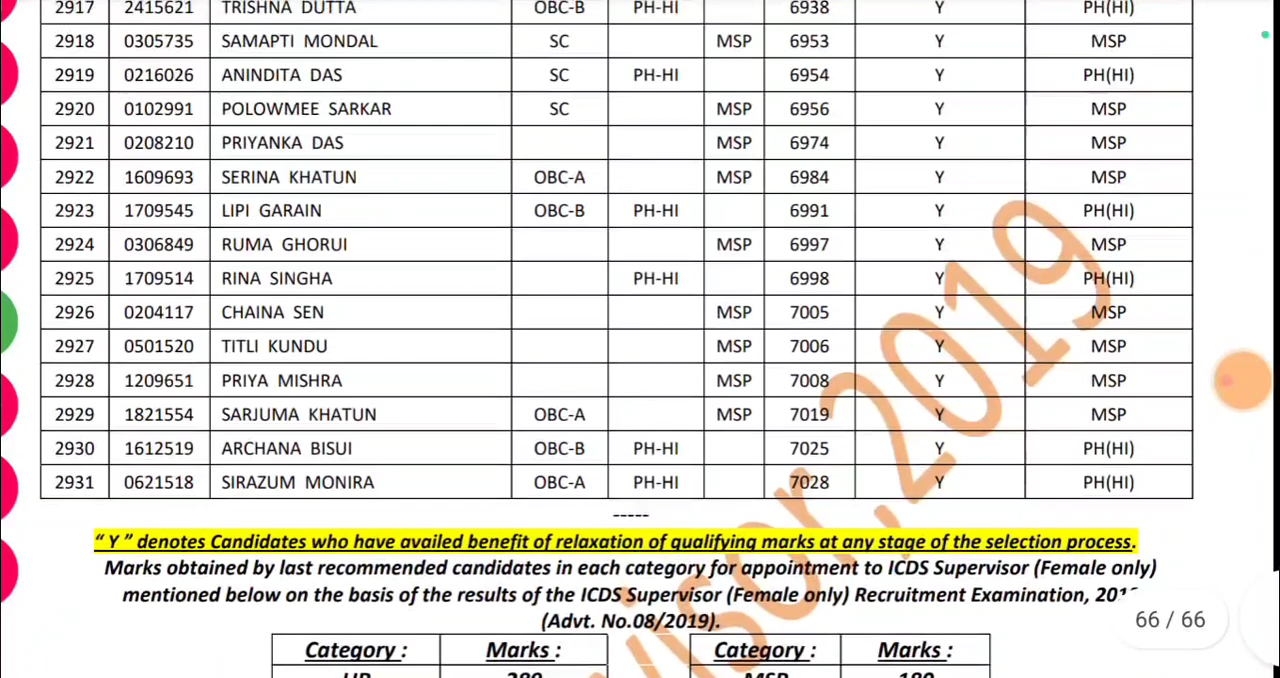 2917 2415621 TRISHNA DUTTA OBC-B PH-HI 6938 Y PH(HI)
2918 0305735 SAMAPTI MONDAL SC MSP 6953 Y MSP
2919 0216026 ANINDITA DAS SC PH-HI 6954 Y PH(HI)
2920 0102991 POLOWMEE SARKAR SC MSP 6956 Y MSP
2921 0208210 PRIYANKA DAS MSP 6974 Y MSP
2922 1609693 SERINA KHATUN OBC-A MSP 6984 Y MSP
2923 1709545 LIPI GARAIN OBC-B PH-HI 6991 Y PH(HI)
2924 0306849 RUMA GHORUI MSP 6997 Y MSP
2925 1709514 RINA SINGHA PH-HI 6998 Y PH(HI)
2926 0204117 CHAINA SEN MSP 7005 Y MSP
2927 0501520 TITLI KUNDU MSP 7006 Y MSP
2928 1209651 PRIYA MISHRA MSP 7008 Y MSP
2929 1821554 SARJUMA KHATUN OBC-A MSP 7019 Y MSP
2930 1612519 ARCHANA BISUI OBC-B PH-HI 7025 Y PH(HI)
2931 0621518 SIRAZUM MONIRA OBC-A PH-HI 7028 Y PH(HI)
-----
“ Y ” denotes Candidates who have availed benefit of relaxation of qualifying marks at any stage of the selection process.
Marks obtained by last recommended candidates in each category for appointment to ICDS Supervisor (Female only)
mentioned below on the basis of the results of the ICDS Supervisor (Female only) Recruitment Examination,
(Advt. No.08/2019).
66 / 66
Category : Marks : Category : Marks :
visor,2019